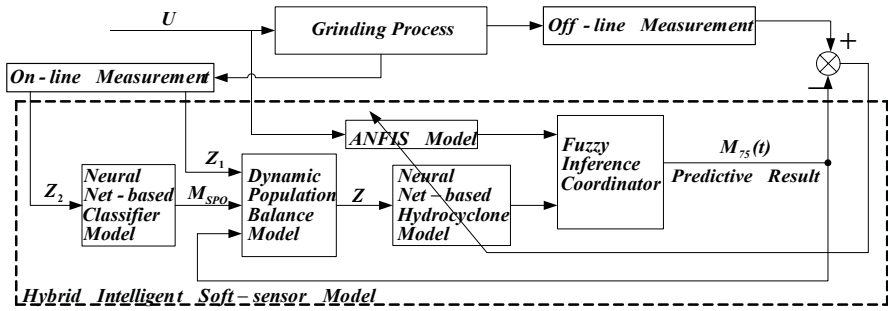 U
Grinding Process
Off-line Measurement
+
On-line Measurement
−
ANFIS Model
Z1
Z2
Neural
Net-based
Classifier
Model
MSPO
Dynamic
Population
Balance
Model
Z
Neural
Net-based
Hydrocyclone
Model
Fuzzy
Inference
Coordinator
M75(t)
Predictive Result
Hybrid Intelligent Soft-sensor Model